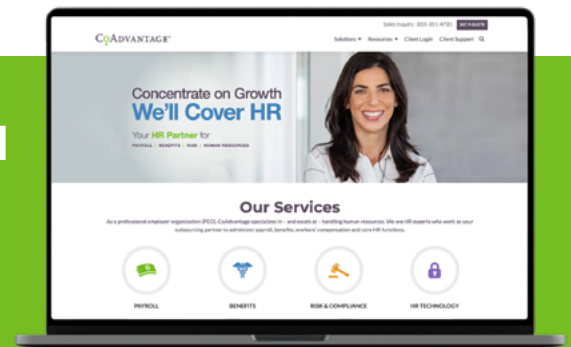 Sales Inquiry: 855-351-4731 GET A QUOTE
COADVANTAGE
Solutions Resources Client Login Client Support
Concentrate on Growth
We'll Cover HR
Your HR Partner for
PAYROLL | BENEFITS | RISK | HUMAN RESOURCES
Our Services
As a professional employer organization (PEO), CoAdvantage specializes in – and excels at – handling human resources. We are HR experts who work as your
outsourcing partner to administer payroll, benefits, workers' compensation and core HR functions.
PAYROLL BENEFITS RISK & COMPLIANCE HR TECHNOLOGY